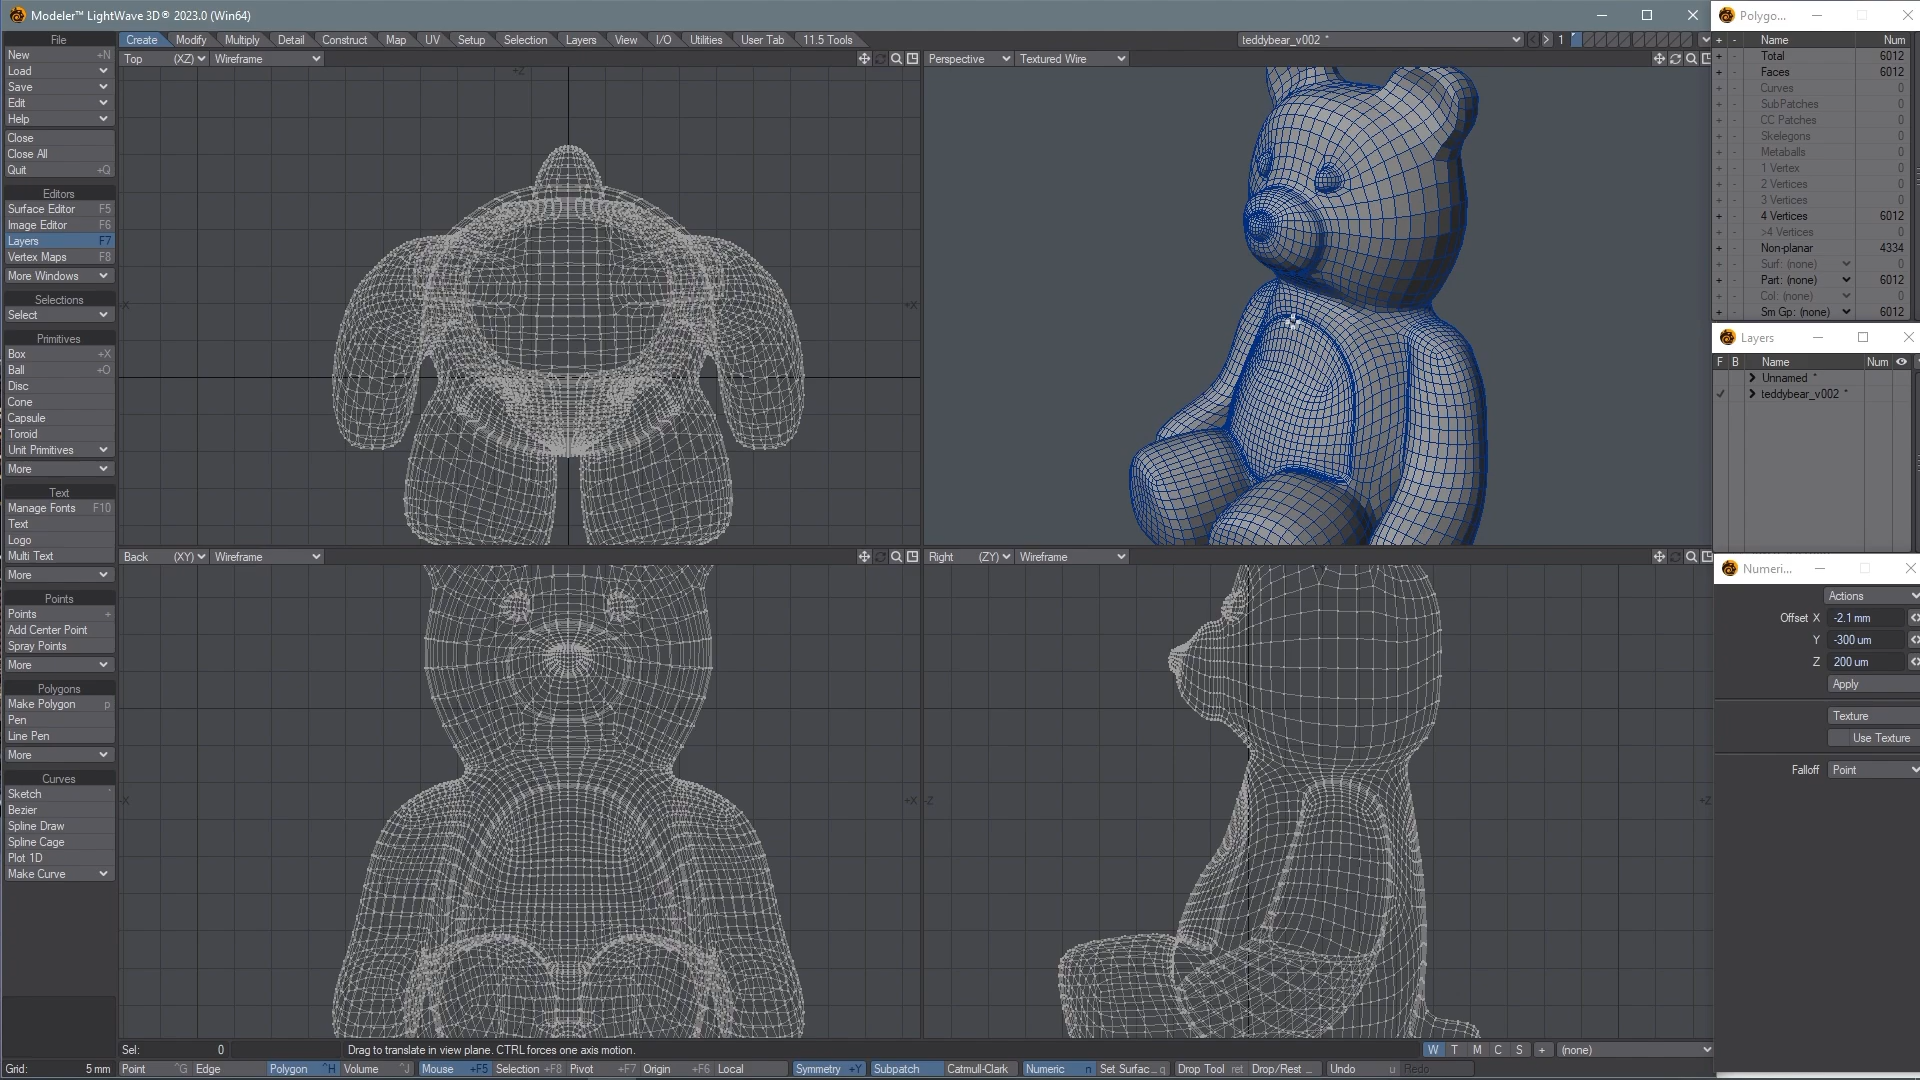 Modeler™ LightWave 3D® 2023.0 (Win64)
File
New +N
Load
Save
Edit
Help
Close
Close All
Quit +Q
Editors
Surface Editor F5
Image Editor F6
Layers F7
Vertex Maps F8
More Windows
Selections
Select
Primitives
Box +X
Ball +O
Disc
Cone
Capsule
Toroid
Unit Primitives
More
Text
Manage Fonts F10
Text
Logo
Multi Text
More
Points
Points +
Add Center Point
Spray Points
More
Polygons
Make Polygon p
Pen
Line Pen
More
Curves
Sketch `
Bezier
Spline Draw
Spline Cage
Plot 1D
Make Curve
Create Modify Multiply Detail Construct Map UV Setup Selection Layers View I/O Utilities User Tab 11.5 Tools
teddybear_v002 * 1
Top (XZ) Wireframe
+Z
-X +X
Perspective Textured Wire
Back (XY) Wireframe
-X +X
Right (ZY) Wireframe
-Z +Z
Polygo...
+ - Name Num
+ - Total 6012
+ - Faces 6012
+ - Curves 0
+ - SubPatches 0
+ - CC Patches 0
+ - Skelegons 0
+ - Metaballs 0
+ - 1 Vertex 0
+ - 2 Vertices 0
+ - 3 Vertices 0
+ - 4 Vertices 6012
+ - >4 Vertices 0
+ - Non-planar 4334
+ - Surf: (none) 0
+ - Part: (none) 6012
+ - Col: (none) 0
+ - Sm Gp: (none) 6012
Layers
F B Name Num
Unnamed *
teddybear_v002 *
Numeri...
Actions
Offset X -2.1 mm
Y -300 um
Z 200 um
Apply
Texture
Use Texture
Falloff Point
Sel: 0 Drag to translate in view plane. CTRL forces one axis motion. W T M C S + (none)
Grid: 5 mm Point ^G Edge Polygon ^H Volume ^J Mouse +F5 Selection +F8 Pivot +F7 Origin +F6 Local Symmetry +Y Subpatch Catmull-Clark Numeric n Set Surfac... q Drop Tool ret Drop/Rest ... Undo u Redo